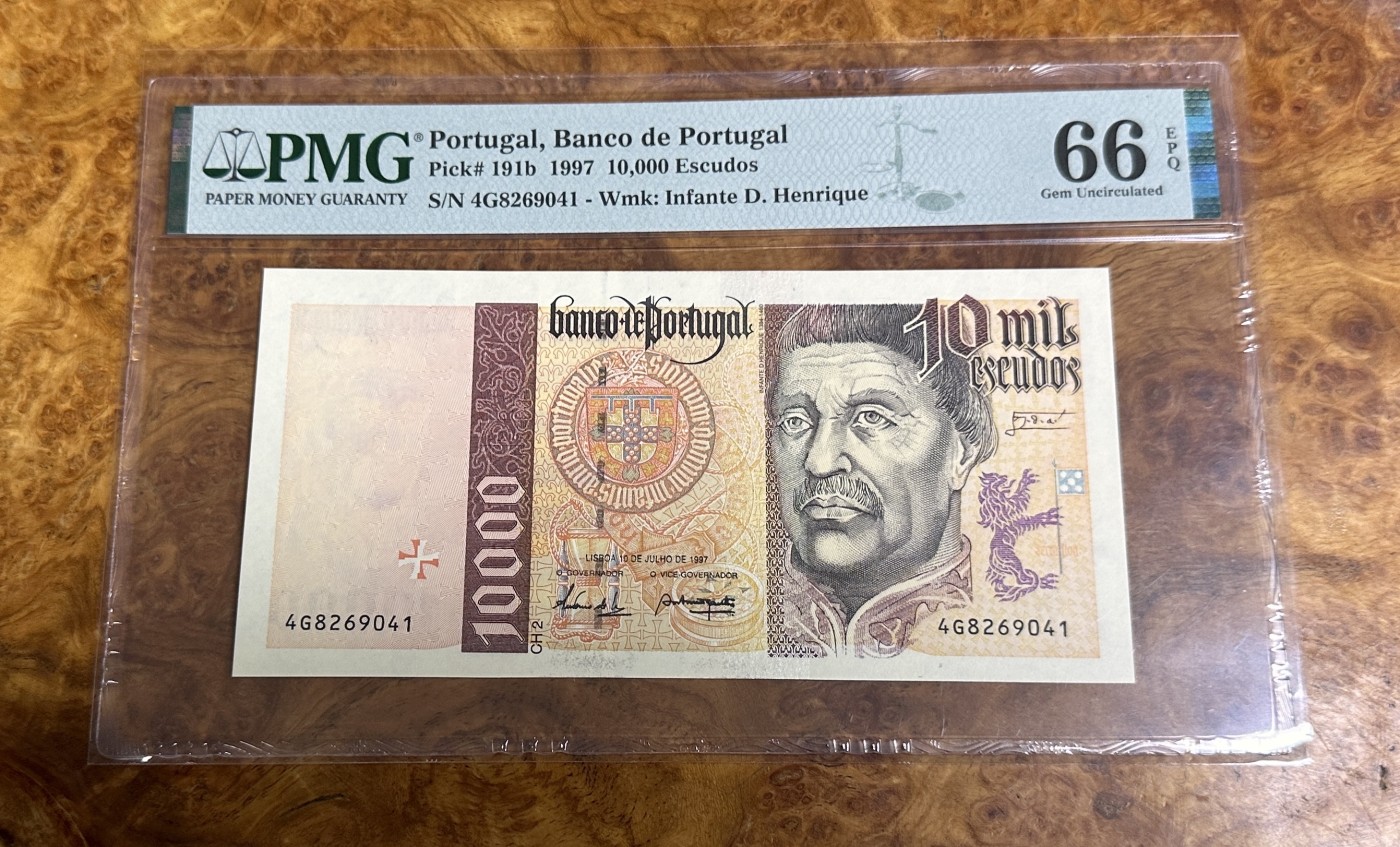 PMG®
PAPER MONEY GUARANTY
Portugal, Banco de Portugal
Pick# 191b 1997 10,000 Escudos
S/N 4G8269041 - Wmk: Infante D. Henrique
66
EPQ
Gem Uncirculated
banco de Portugal
10 mil
escudos
10000
CH 2
LISBOA 10 DE JULHO DE 1997
O GOVERNADOR O VICE-GOVERNADOR
4G8269041
4G8269041